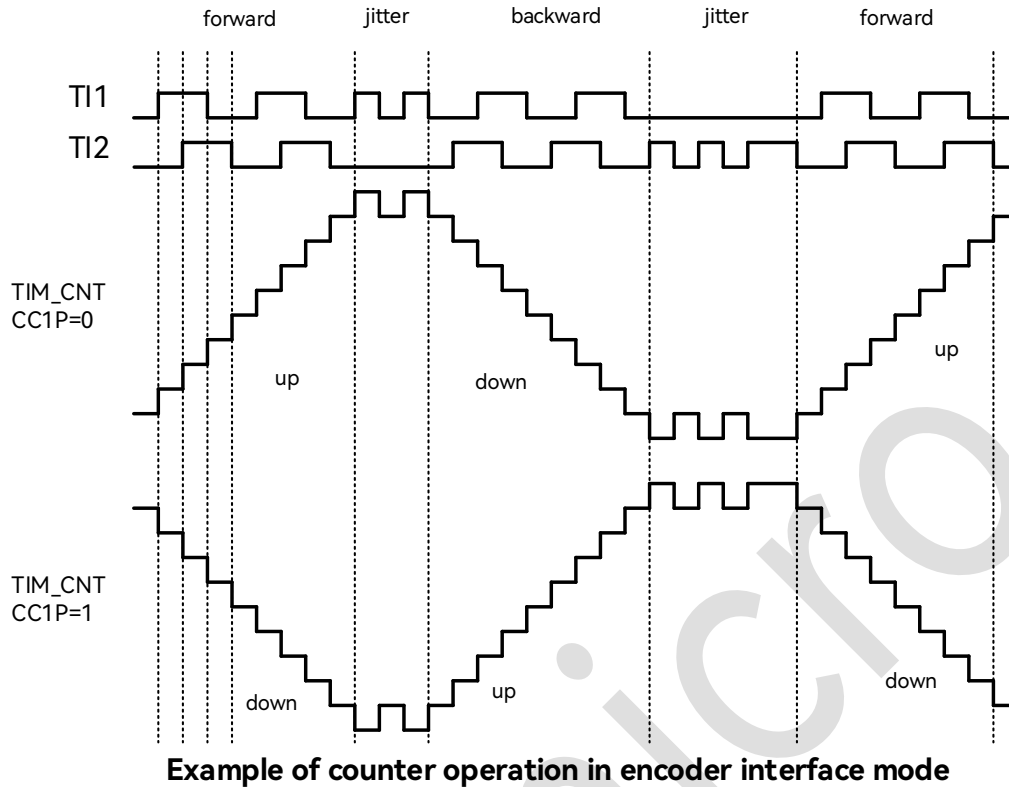 forward jitter backward jitter forward
TI1
TI2
TIM_CNT
CC1P=0
up
down
up
TIM_CNT
CC1P=1
down
up
down
micro
Example of counter operation in encoder interface mode